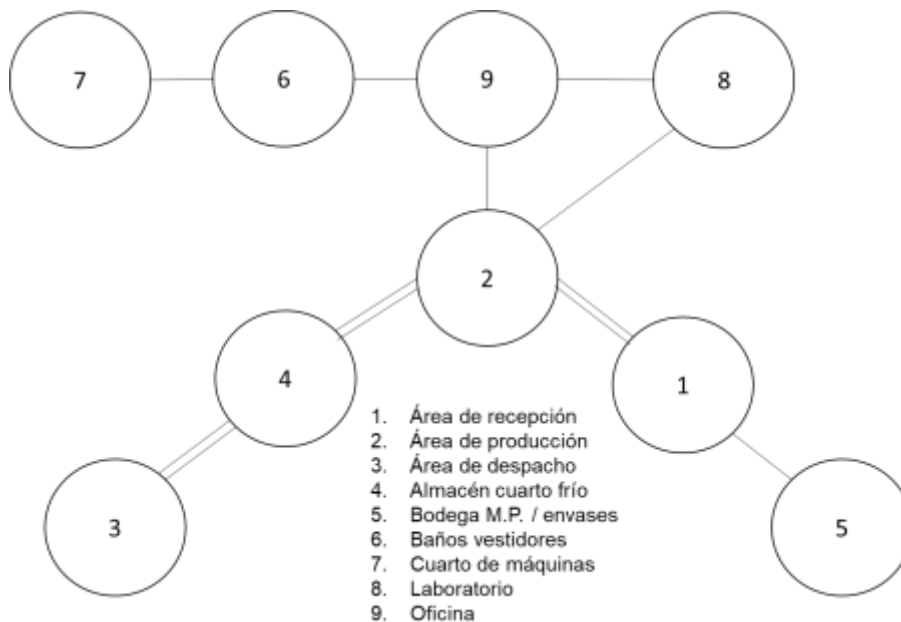 7 6 9 8
2
4
1
1. Área de recepción
2. Área de producción
3. Área de despacho
4. Almacén cuarto frío
5. Bodega M.P. / envases
6. Baños vestidores
7. Cuarto de máquinas
8. Laboratorio
9. Oficina
3
5